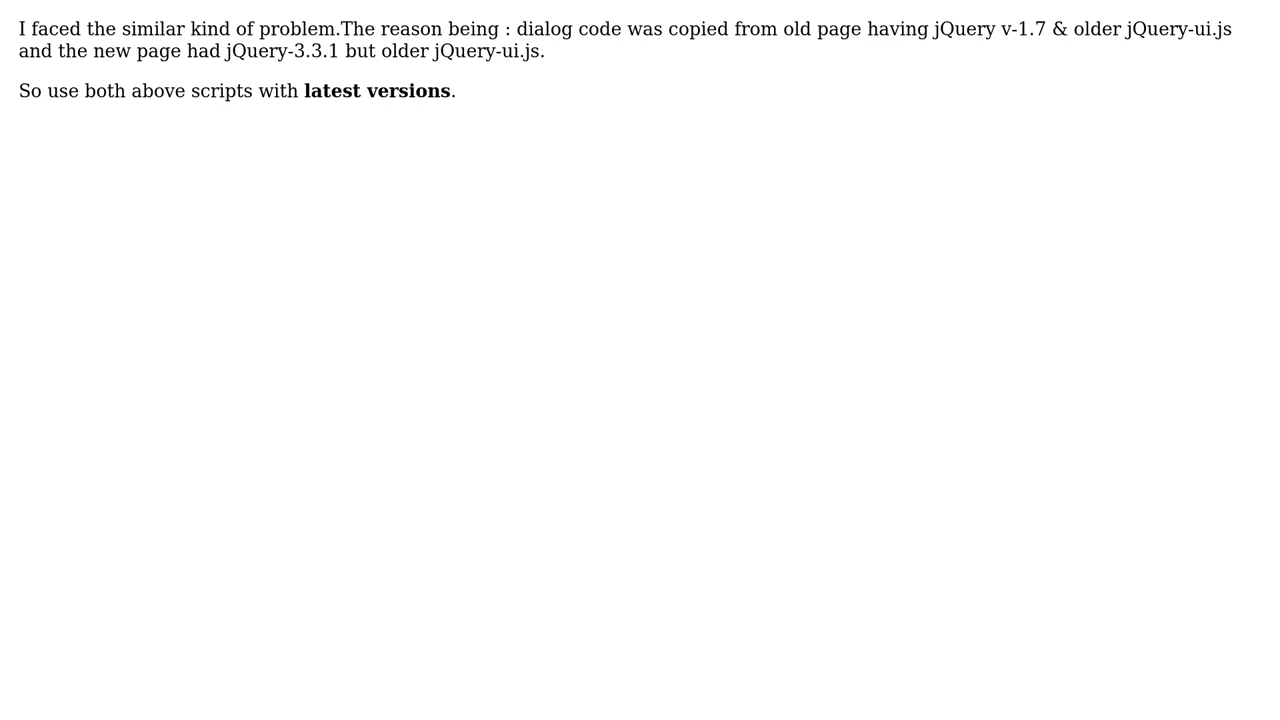 I faced the similar kind of problem.The reason being : dialog code was copied from old page having jQuery v-1.7 & older jQuery-ui.js
and the new page had jQuery-3.3.1 but older jQuery-ui.js.
So use both above scripts with latest versions.